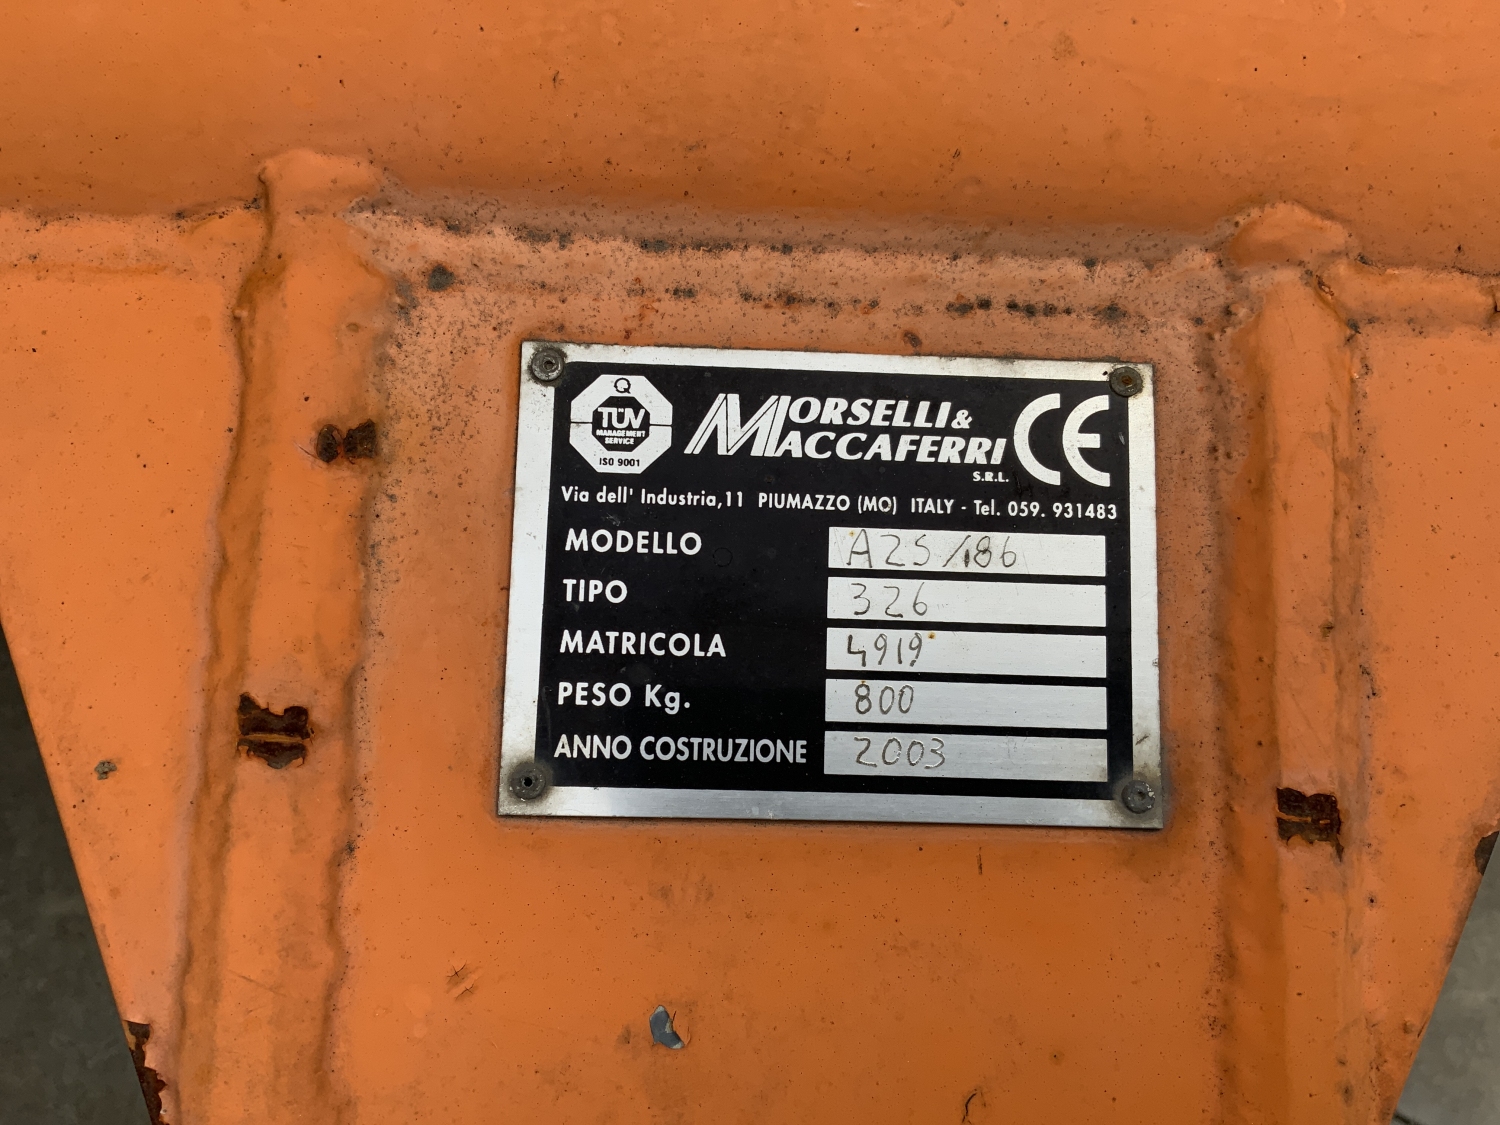 Q
TÜV
MANAGEMENT
SERVICE
ISO 9001
MORSELLI &
MACCAFERRI
S.R.L.
CE
Via dell' Industria,11 PIUMAZZO (MO) ITALY - Tel. 059. 931483
MODELLO A25/186
TIPO 326
MATRICOLA 4919
PESO Kg. 800
ANNO COSTRUZIONE 2003